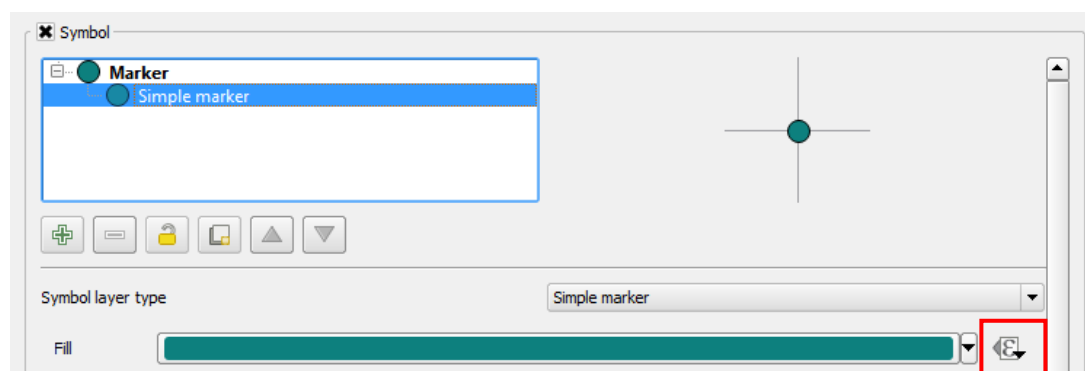 Symbol
Marker
Simple marker
Symbol layer type
Simple marker
Fill
ε